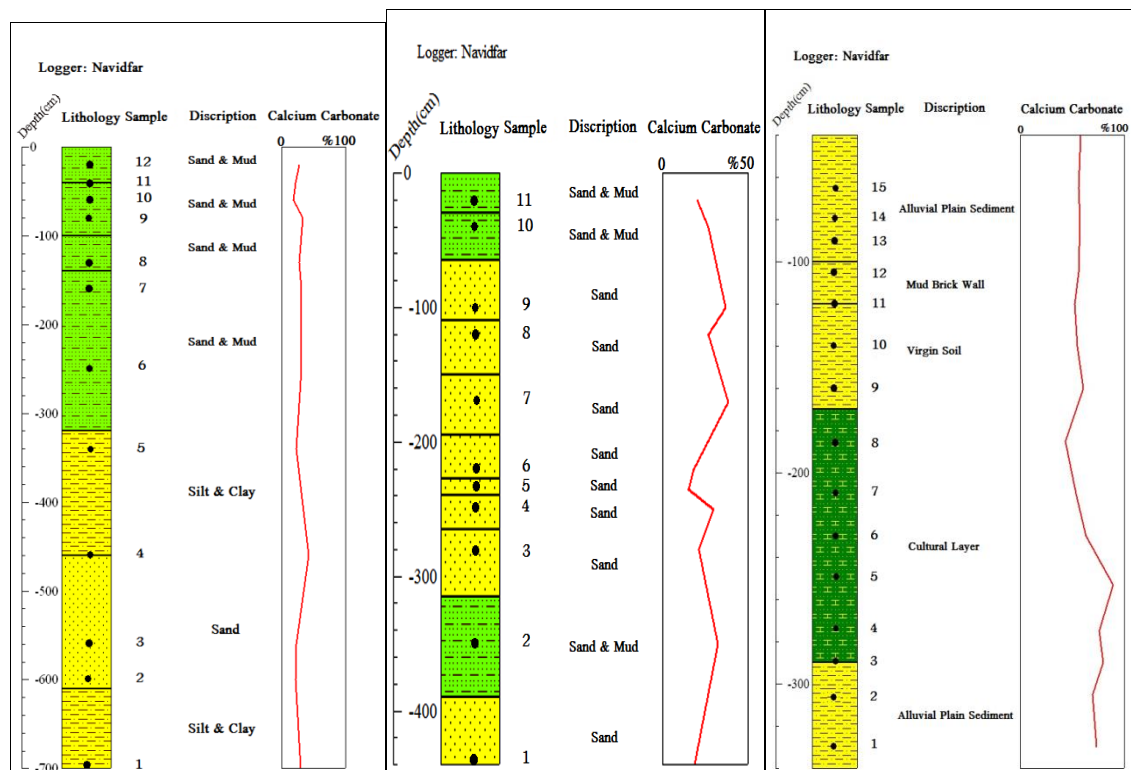 Logger: Navidfar
Depth(cm) Lithology Sample Discription Calcium Carbonate
0 %100
0
12 Sand & Mud
11
10 Sand & Mud
9
-100
Sand & Mud
8
7
-200
Sand & Mud
6
-300
5
Silt & Clay
-400
4
-500
Sand
3
-600 2
Silt & Clay
-700 1
Logger: Navidfar
Depth(cm) Lithology Sample Discription Calcium Carbonate
0 %50
0
11 Sand & Mud
10 Sand & Mud
9 Sand
-100
8 Sand
7 Sand
-200
6 Sand
5 Sand
4 Sand
3 Sand
-300
2 Sand & Mud
-400
1 Sand
Logger: Navidfar
Depth(cm) Lithology Sample Discription Calcium Carbonate
0 %100
15
Alluvial Plain Sediment
14
13
-100
12
Mud Brick Wall
11
10 Virgin Soil
9
8
-200 7
6
Cultural Layer
5
4
3
-300 2
Alluvial Plain Sediment
1